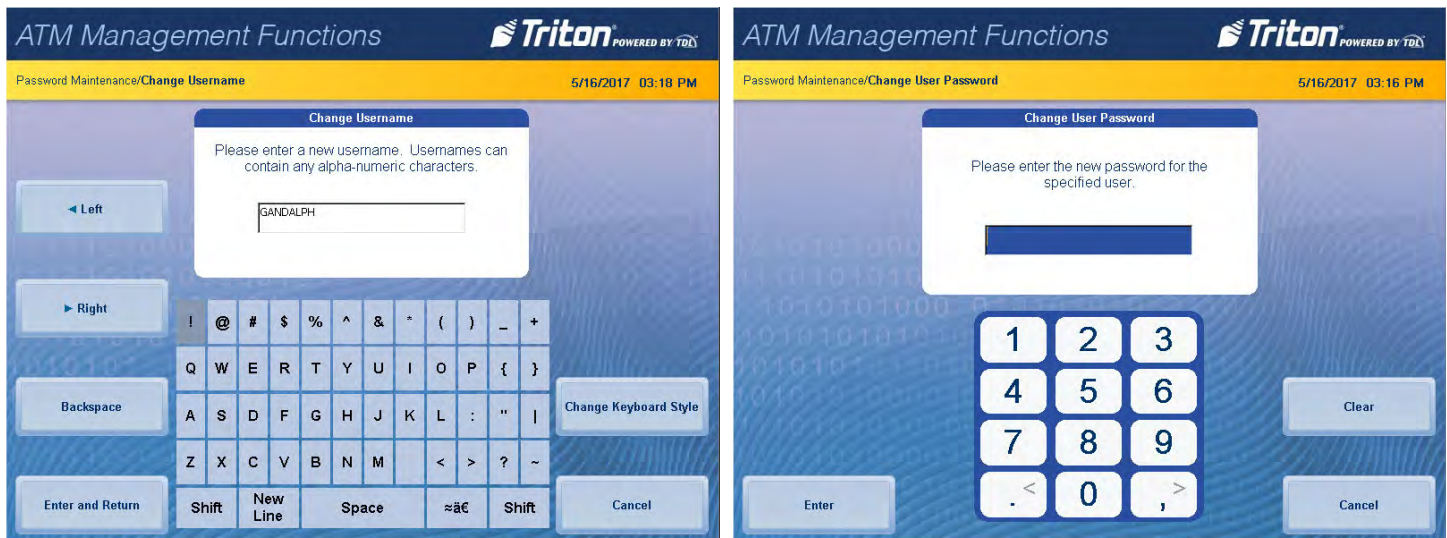 ATM Management Functions
Triton POWERED BY TDL
Password Maintenance/Change Username
5/16/2017 03:18 PM
Change Username
Please enter a new username. Usernames can
contain any alpha-numeric characters.
GANDALPH
◄ Left
► Right
Backspace
Enter and Return
! @ # $ % ^ & * ( ) _ +
Q W E R T Y U I O P { }
A S D F G H J K L : " |
Z X C V B N M < > ? ~
Shift New Line Space ≈ä€ Shift
Change Keyboard Style
Cancel
ATM Management Functions
Triton POWERED BY TDL
Password Maintenance/Change User Password
5/16/2017 03:16 PM
Change User Password
Please enter the new password for the
specified user.
1 2 3
4 5 6
7 8 9
.< 0 ,>
Enter
Clear
Cancel